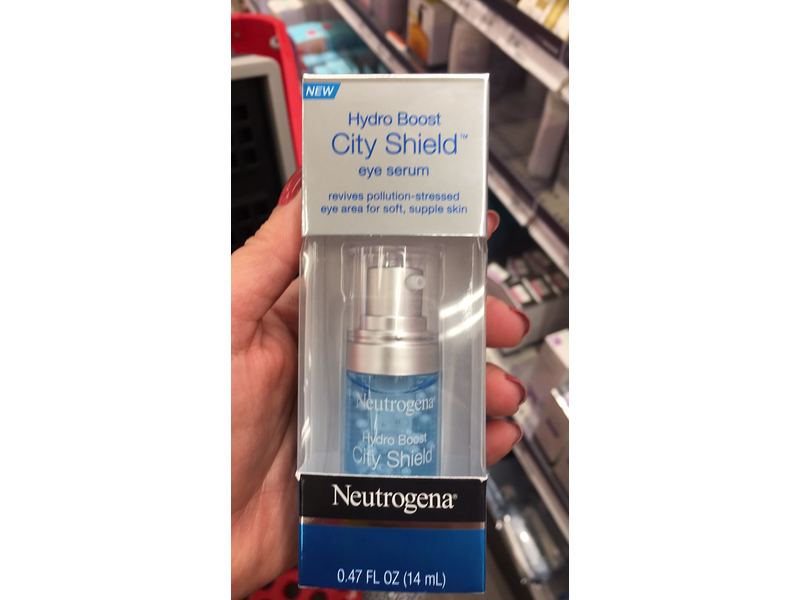 NEW
Hydro Boost
City Shield™
eye serum
revives pollution-stressed
eye area for soft, supple skin
Neutrogena®
Hydro Boost
City Shield™
Neutrogena®
0.47 FL OZ (14 mL)